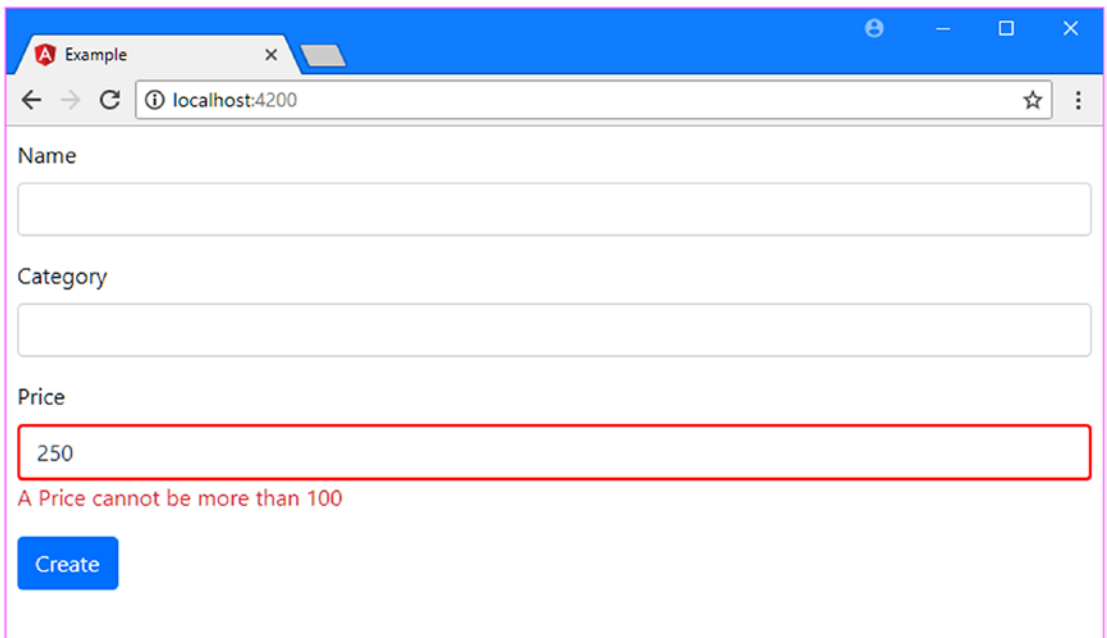 Example
localhost:4200
Name
Category
Price
250
A Price cannot be more than 100
Create